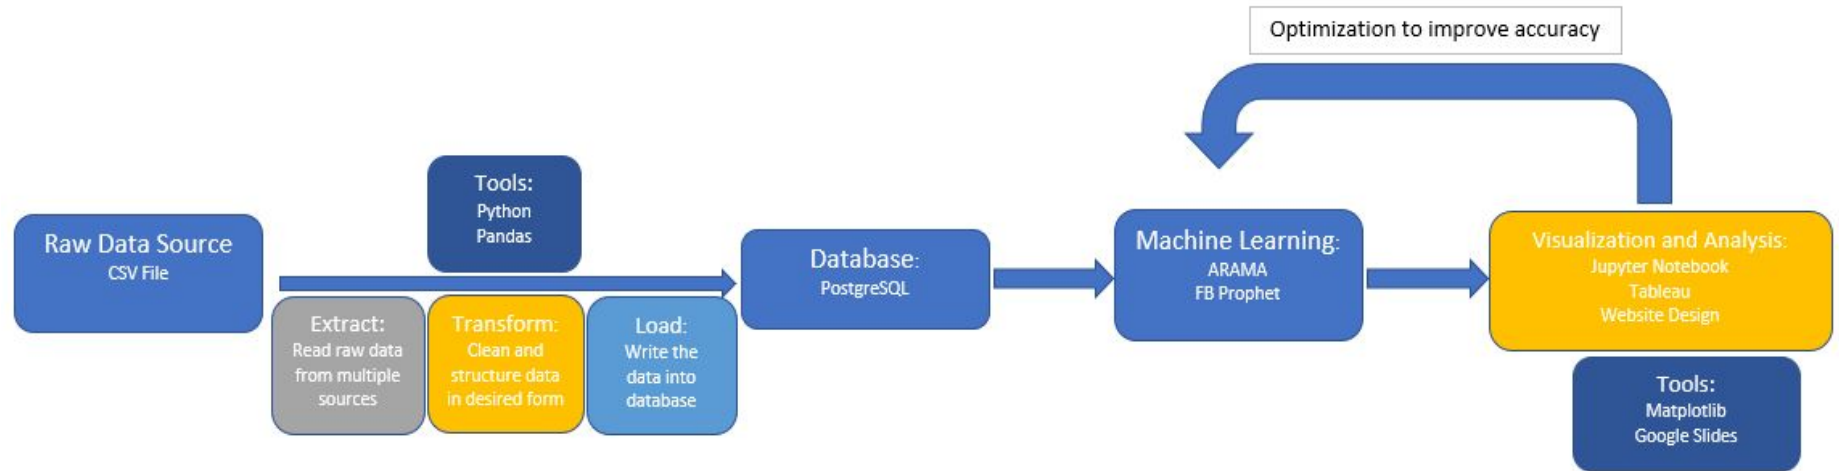 Optimization to improve accuracy
Tools:
Python
Pandas
Raw Data Source
CSV File
Extract:
Read raw data
from multiple
sources
Transform:
Clean and
structure data
in desired form
Load:
Write the
data into
database
Database:
PostgreSQL
Machine Learning:
ARAMA
FB Prophet
Visualization and Analysis:
Jupyter Notebook
Tableau
Website Design
Tools:
Matplotlib
Google Slides